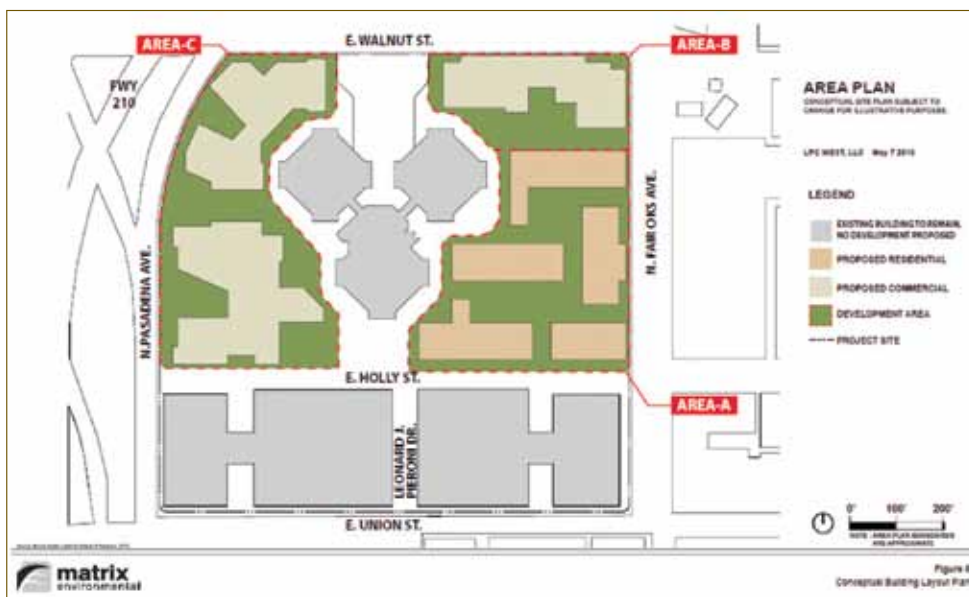 AREA-C
E. WALNUT ST.
AREA-B
FWY
210
AREA PLAN
CONCEPTUAL SITE PLAN SUBJECT TO
CHANGE FOR ILLUSTRATIVE PURPOSES.
LPC WEST, LLC May 7 2010
LEGEND
EXISTING BUILDING TO REMAIN,
NO DEVELOPMENT PROPOSED
PROPOSED RESIDENTIAL
PROPOSED COMMERCIAL
DEVELOPMENT AREA
PROJECT SITE
N. FAIR OKS AVE.
N.PASADENA AVE.
E. HOLLY ST.
AREA-A
LEONARD J.
PIERONI DR.
E. UNION ST.
0' 100' 200'
NOTE : AREA PLAN BOUNDARIES
ARE APPROXIMATE
matrix
environmental
Figure 8
Conceptual Building Layout Plan